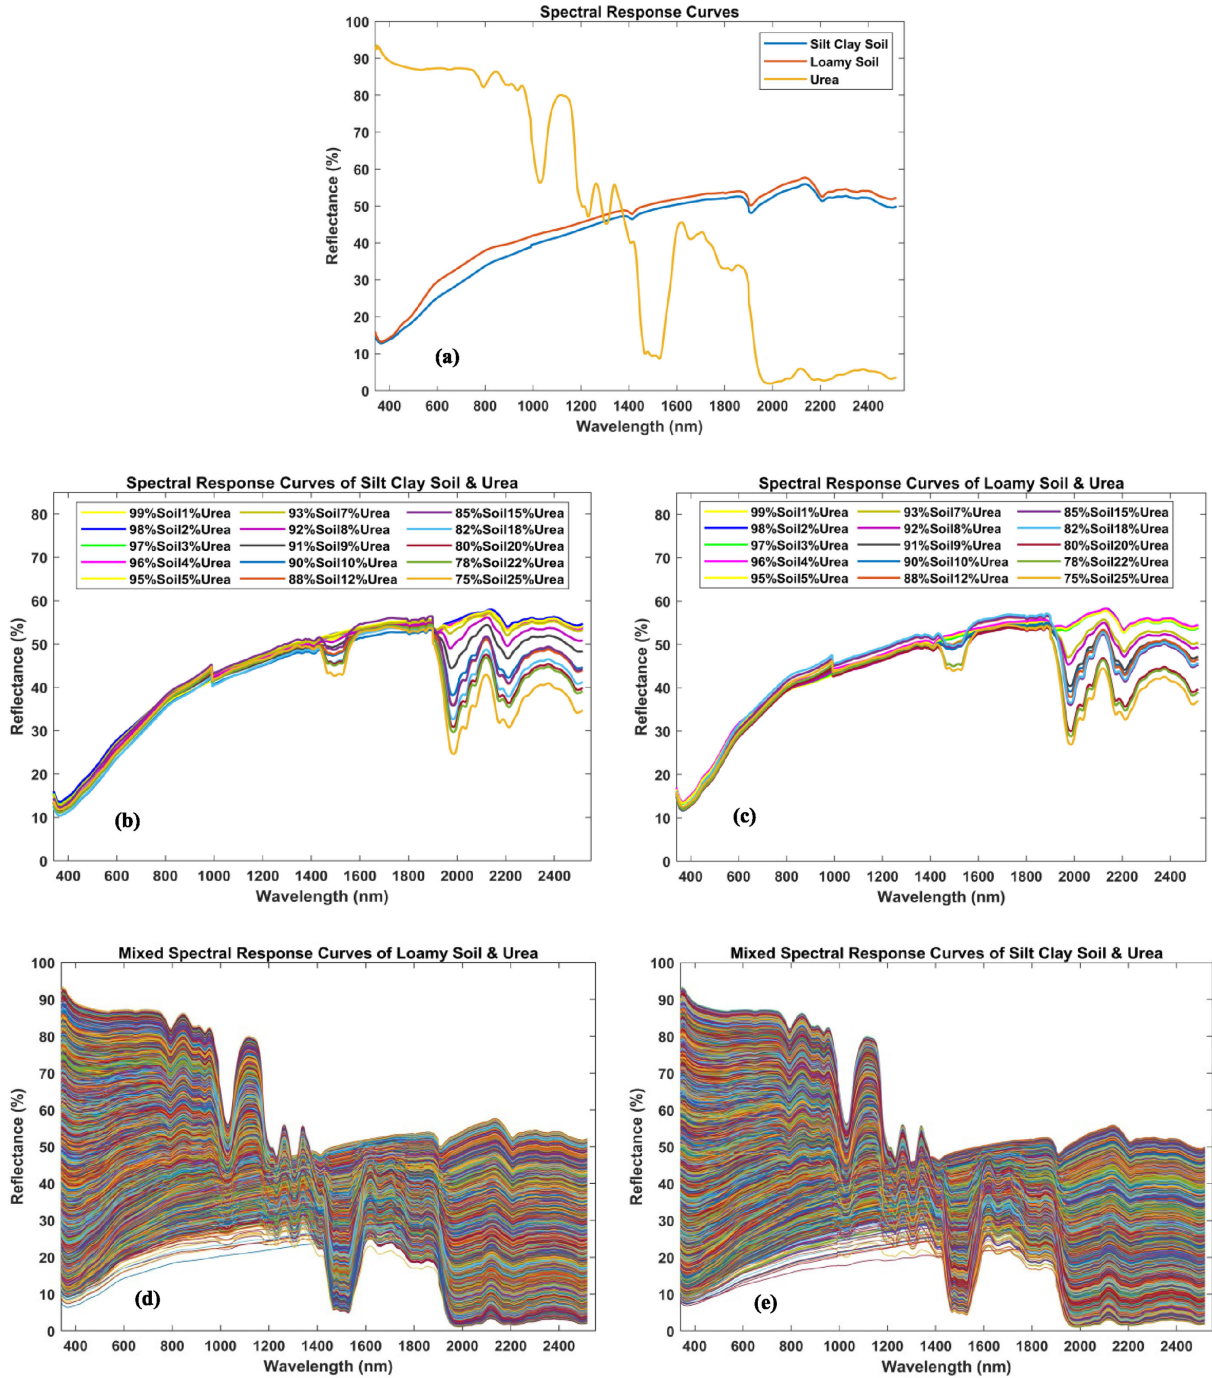 Spectral Response Curves
100
90
80
70
60
50
40
30
20
10
0
Reflectance (%)
Silt Clay Soil
Loamy Soil
Urea
(a)
400 600 800 1000 1200 1400 1600 1800 2000 2200 2400
Wavelength (nm)
Spectral Response Curves of Silt Clay Soil & Urea
80
70
60
50
40
30
20
10
0
Reflectance (%)
99%Soil1%Urea 93%Soil7%Urea 85%Soil15%Urea
98%Soil2%Urea 92%Soil8%Urea 82%Soil18%Urea
97%Soil3%Urea 91%Soil9%Urea 80%Soil20%Urea
96%Soil4%Urea 90%Soil10%Urea 78%Soil22%Urea
95%Soil5%Urea 88%Soil12%Urea 75%Soil25%Urea
(b)
400 600 800 1000 1200 1400 1600 1800 2000 2200 2400
Wavelength (nm)
Spectral Response Curves of Loamy Soil & Urea
80
70
60
50
40
30
20
10
0
Reflectance (%)
99%Soil1%Urea 93%Soil7%Urea 85%Soil15%Urea
98%Soil2%Urea 92%Soil8%Urea 82%Soil18%Urea
97%Soil3%Urea 91%Soil9%Urea 80%Soil20%Urea
96%Soil4%Urea 90%Soil10%Urea 78%Soil22%Urea
95%Soil5%Urea 88%Soil12%Urea 75%Soil25%Urea
(c)
400 600 800 1000 1200 1400 1600 1800 2000 2200 2400
Wavelength (nm)
Mixed Spectral Response Curves of Loamy Soil & Urea
100
90
80
70
60
50
40
30
20
10
0
Reflectance (%)
(d)
400 600 800 1000 1200 1400 1600 1800 2000 2200 2400
Wavelength (nm)
Mixed Spectral Response Curves of Silt Clay Soil & Urea
100
90
80
70
60
50
40
30
20
10
0
Reflectance (%)
(e)
400 600 800 1000 1200 1400 1600 1800 2000 2200 2400
Wavelength (nm)